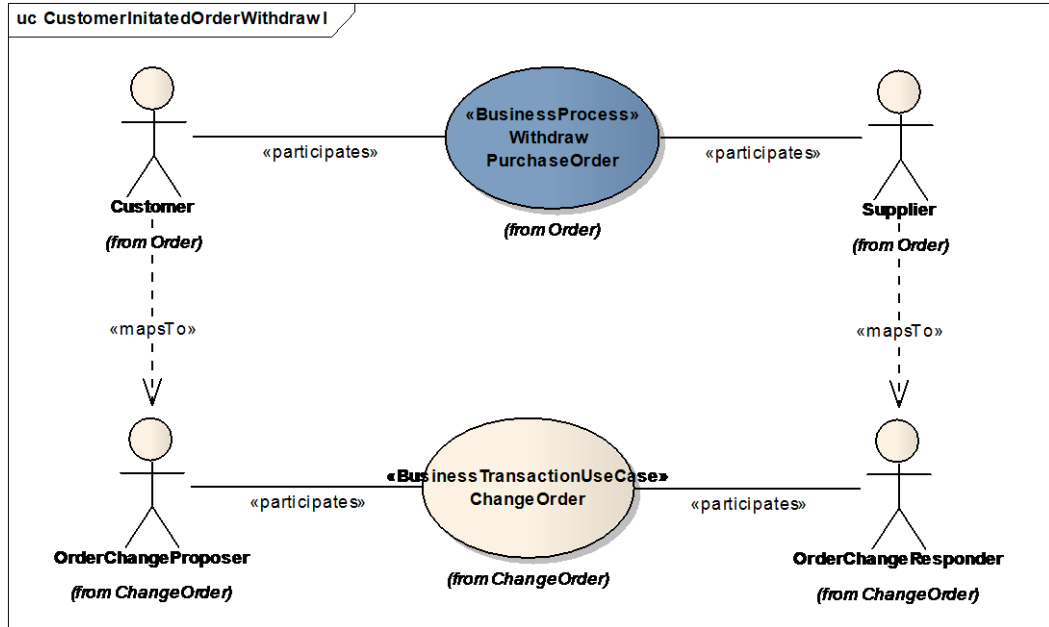 uc CustomerInitatedOrderWithdrawl
«BusinessProcess»
Withdraw
PurchaseOrder
«participates»
«participates»
Customer
Supplier
(from Order)
(from Order)
(from Order)
«mapsTo»
«mapsTo»
«BusinessTransactionUseCase»
ChangeOrder
«participates»
«participates»
OrderChangeProposer
OrderChangeResponder
(from ChangeOrder)
(from ChangeOrder)
(from ChangeOrder)